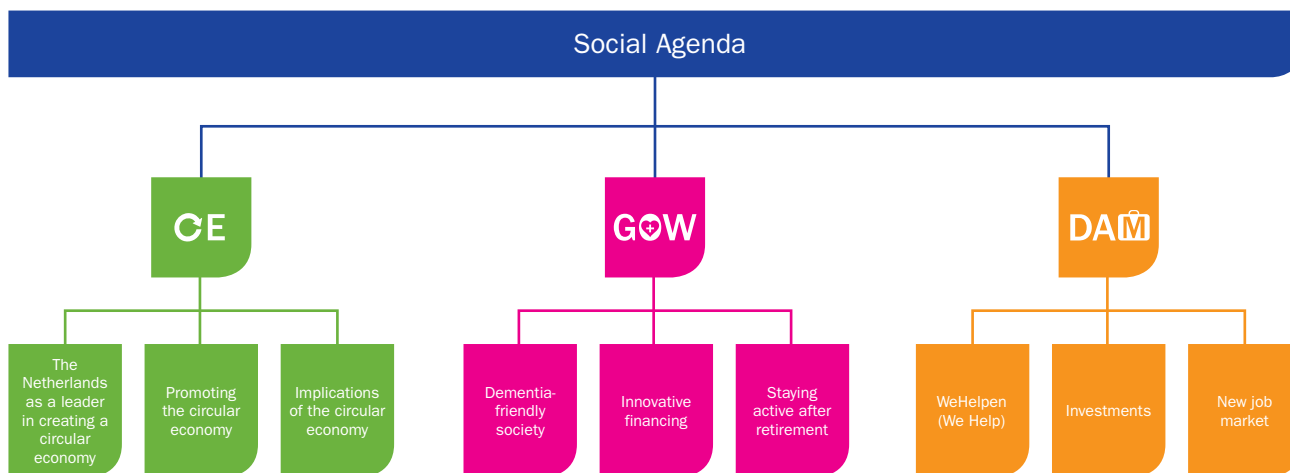 Social Agenda
CE
GOW
DAM
The
Netherlands
as a leader
in creating a
circular
economy
Promoting
the circular
economy
Implications
of the circular
economy
Dementia-
friendly
society
Innovative
financing
Staying
active after
retirement
WeHelpen
(We Help)
Investments
New job
market